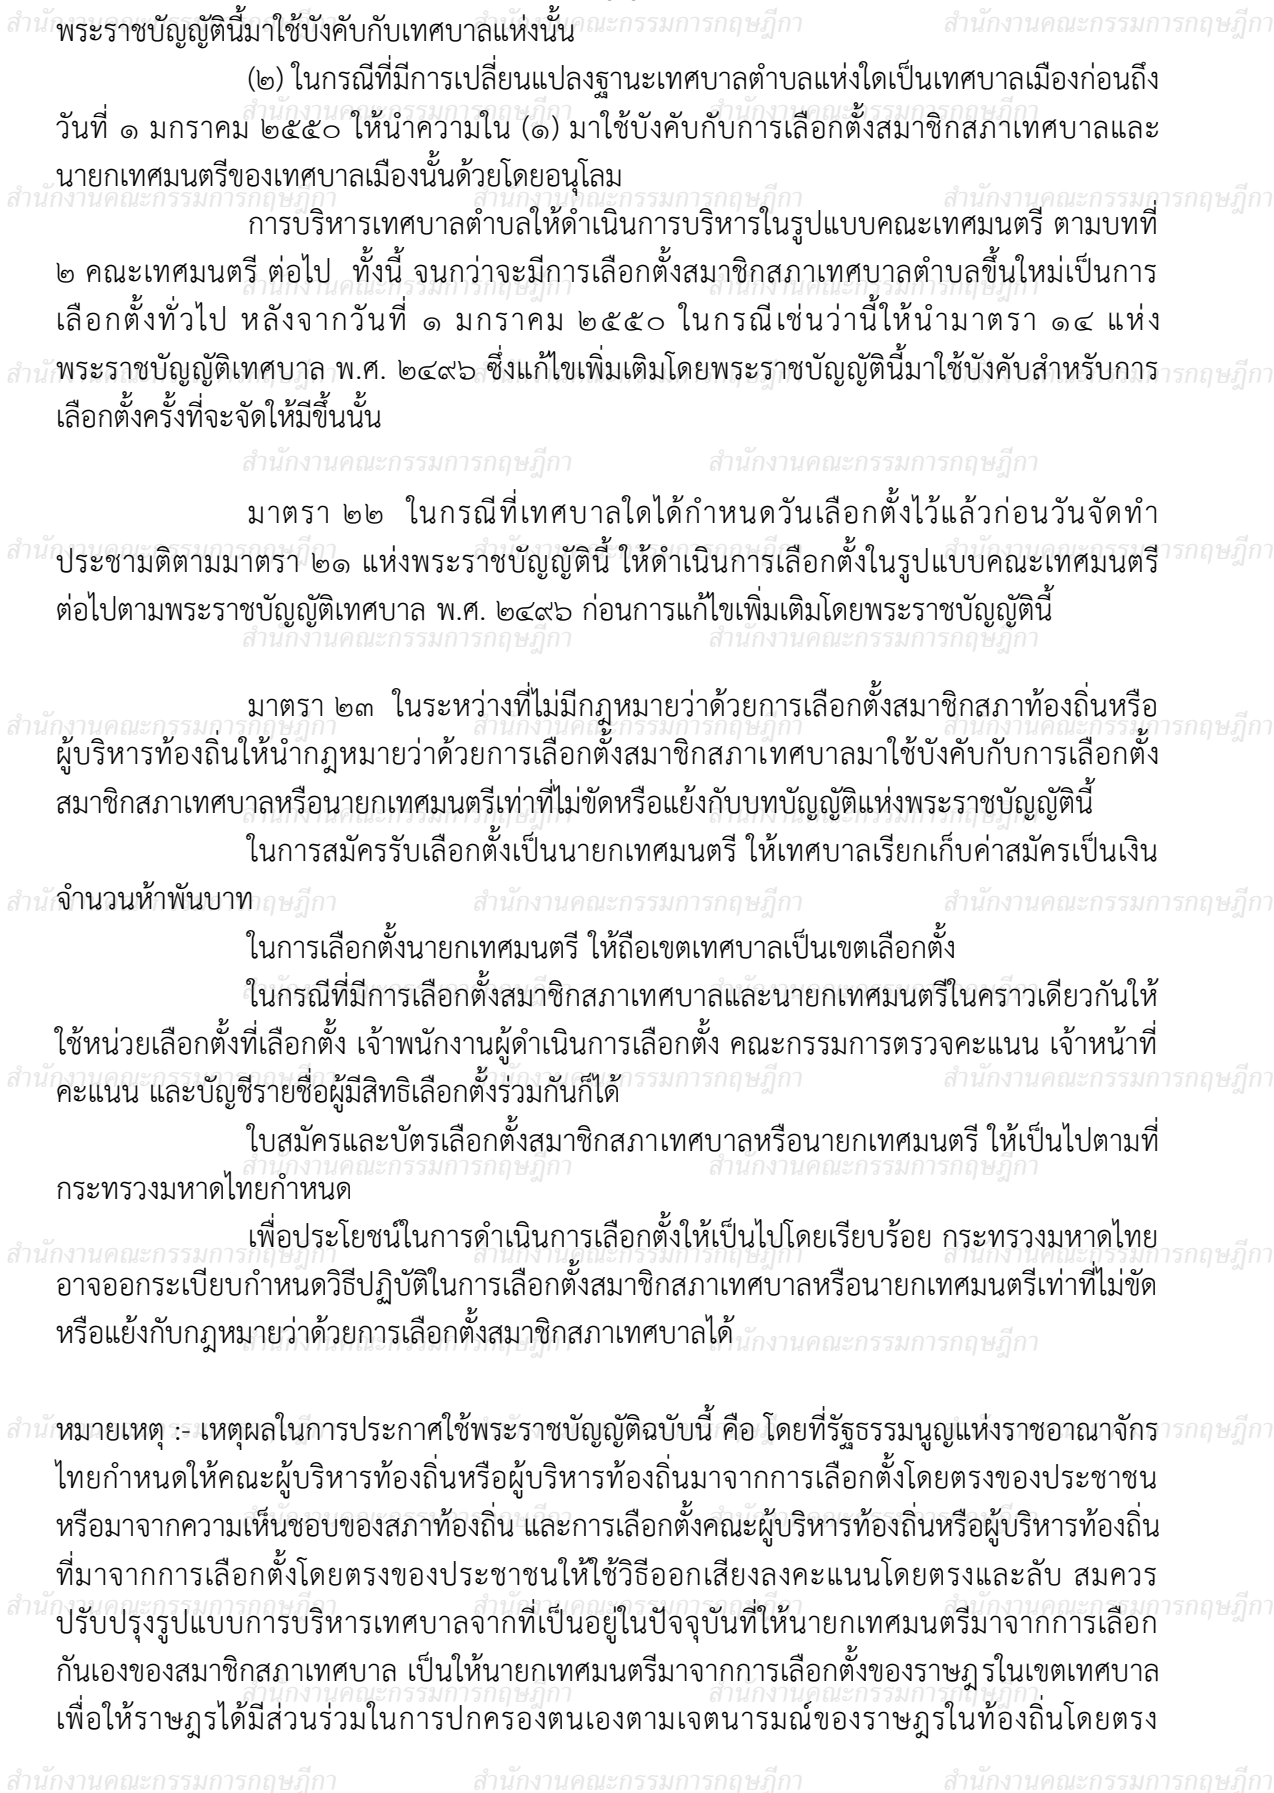 พระราชบัญญัตินี้มาใช้บังคับกับเทศบาลแห่งนั้น
(๒) ในกรณีที่มีการเปลี่ยนแปลงฐานะเทศบาลตำบลแห่งใดเป็นเทศบาลเมืองก่อนถึง
วันที่ ๑ มกราคม ๒๕๕๐ ให้นำความใน (๑) มาใช้บังคับกับการเลือกตั้งสมาชิกสภาเทศบาลและ
นายกเทศมนตรีของเทศบาลเมืองนั้นด้วยโดยอนุโลม
การบริหารเทศบาลตำบลให้ดำเนินการบริหารในรูปแบบคณะเทศมนตรี ตามบทที่
๒ คณะเทศมนตรี ต่อไป ทั้งนี้ จนกว่าจะมีการเลือกตั้งสมาชิกสภาเทศบาลตำบลขึ้นใหม่เป็นการ
เลือกตั้งทั่วไป หลังจากวันที่ ๑ มกราคม ๒๕๕๐ ในกรณีเช่นว่านี้ให้นำมาตรา ๑๔ แห่ง
พระราชบัญญัติเทศบาล พ.ศ. ๒๔๙๖ ซึ่งแก้ไขเพิ่มเติมโดยพระราชบัญญัตินี้มาใช้บังคับสำหรับการ
เลือกตั้งครั้งที่จะจัดให้มีขึ้นนั้น
มาตรา ๒๒ ในกรณีที่เทศบาลใดได้กำหนดวันเลือกตั้งไว้แล้วก่อนวันจัดทำ
ประชามติตามมาตรา ๒๑ แห่งพระราชบัญญัตินี้ ให้ดำเนินการเลือกตั้งในรูปแบบคณะเทศมนตรี
ต่อไปตามพระราชบัญญัติเทศบาล พ.ศ. ๒๔๙๖ ก่อนการแก้ไขเพิ่มเติมโดยพระราชบัญญัตินี้
มาตรา ๒๓ ในระหว่างที่ไม่มีกฎหมายว่าด้วยการเลือกตั้งสมาชิกสภาท้องถิ่นหรือ
ผู้บริหารท้องถิ่นให้นำกฎหมายว่าด้วยการเลือกตั้งสมาชิกสภาเทศบาลมาใช้บังคับกับการเลือกตั้ง
สมาชิกสภาเทศบาลหรือนายกเทศมนตรีเท่าที่ไม่ขัดหรือแย้งกับบทบัญญัติแห่งพระราชบัญญัตินี้
ในการสมัครรับเลือกตั้งเป็นนายกเทศมนตรี ให้เทศบาลเรียกเก็บค่าสมัครเป็นเงิน
จำนวนห้าพันบาท
ในการเลือกตั้งนายกเทศมนตรี ให้ถือเขตเทศบาลเป็นเขตเลือกตั้ง
ในกรณีที่มีการเลือกตั้งสมาชิกสภาเทศบาลและนายกเทศมนตรีในคราวเดียวกันให้
ใช้หน่วยเลือกตั้งที่เลือกตั้ง เจ้าพนักงานผู้ดำเนินการเลือกตั้ง คณะกรรมการตรวจคะแนน เจ้าหน้าที่
คะแนน และบัญชีรายชื่อผู้มีสิทธิเลือกตั้งร่วมกันก็ได้
ใบสมัครและบัตรเลือกตั้งสมาชิกสภาเทศบาลหรือนายกเทศมนตรี ให้เป็นไปตามที่
กระทรวงมหาดไทยกำหนด
เพื่อประโยชน์ในการดำเนินการเลือกตั้งให้เป็นไปโดยเรียบร้อย กระทรวงมหาดไทย
อาจออกระเบียบกำหนดวิธีปฏิบัติในการเลือกตั้งสมาชิกสภาเทศบาลหรือนายกเทศมนตรีเท่าที่ไม่ขัด
หรือแย้งกับกฎหมายว่าด้วยการเลือกตั้งสมาชิกสภาเทศบาลได้
หมายเหตุ :- เหตุผลในการประกาศใช้พระราชบัญญัติฉบับนี้ คือ โดยที่รัฐธรรมนูญแห่งราชอาณาจักร
ไทยกำหนดให้คณะผู้บริหารท้องถิ่นหรือผู้บริหารท้องถิ่นมาจากการเลือกตั้งโดยตรงของประชาชน
หรือมาจากความเห็นชอบของสภาท้องถิ่น และการเลือกตั้งคณะผู้บริหารท้องถิ่นหรือผู้บริหารท้องถิ่น
ที่มาจากการเลือกตั้งโดยตรงของประชาชนให้ใช้วิธีออกเสียงลงคะแนนโดยตรงและลับ สมควร
ปรับปรุงรูปแบบการบริหารเทศบาลจากที่เป็นอยู่ในปัจจุบันที่ให้นายกเทศมนตรีมาจากการเลือก
กันเองของสมาชิกสภาเทศบาล เป็นให้นายกเทศมนตรีมาจากการเลือกตั้งของราษฎรในเขตเทศบาล
เพื่อให้ราษฎรได้มีส่วนร่วมในการปกครองตนเองตามเจตนารมณ์ของราษฎรในท้องถิ่นโดยตรง
สำนักงานคณะกรรมการกฤษฎีกา สำนักงานคณะกรรมการกฤษฎีกา สำนักงานคณะกรรมการกฤษฎีกา